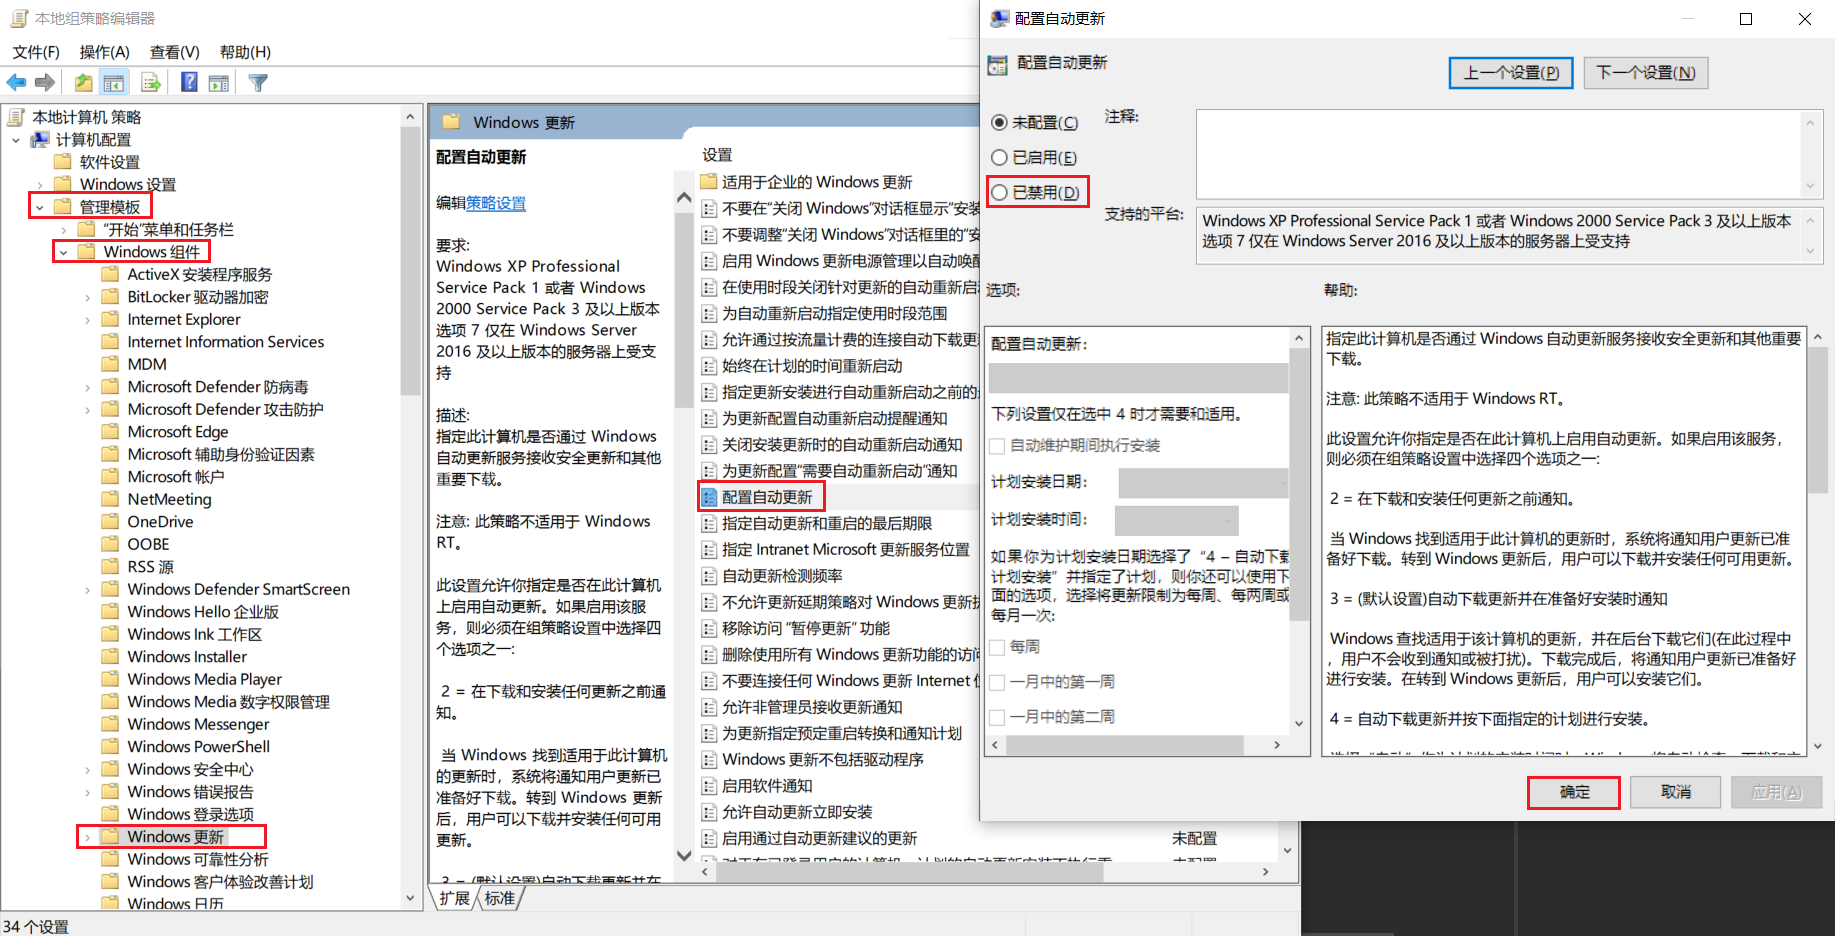 本地组策略编辑器
文件(F)
操作(A)
查看(V)
帮助(H)
本地计算机 策略
计算机配置
软件设置
Windows 设置
管理模板
“开始”菜单和任务栏
Windows 组件
ActiveX 安装程序服务
BitLocker 驱动器加密
Internet Explorer
Internet Information Services
MDM
Microsoft Defender 防病毒
Microsoft Defender 攻击防护
Microsoft Edge
Microsoft 辅助身份验证因素
Microsoft 帐户
NetMeeting
OneDrive
OOBE
RSS 源
Windows Defender SmartScreen
Windows Hello 企业版
Windows Ink 工作区
Windows Installer
Windows Media Player
Windows Media 数字权限管理
Windows Messenger
Windows PowerShell
Windows 安全中心
Windows 错误报告
Windows 登录选项
Windows 更新
Windows 可靠性分析
Windows 客户体验改善计划
Windows 日历
34 个设置
Windows 更新
配置自动更新
编辑策略设置
要求:
Windows XP Professional
Service Pack 1 或者 Windows
2000 Service Pack 3 及以上版本
选项 7 仅在 Windows Server
2016 及以上版本的服务器上受支
持
描述:
指定此计算机是否通过 Windows
自动更新服务接收安全更新和其他
重要下载。
注意: 此策略不适用于 Windows
RT。
此设置允许你指定是否在此计算机
上启用自动更新。如果启用该服
务，则必须在组策略设置中选择四
个选项之一:
2 = 在下载和安装任何更新之前通
知。
当 Windows 找到适用于此计算机
的更新时，系统将通知用户更新已
准备好下载。转到 Windows 更新
后，用户可以下载并安装任何可用
更新。
3 = (默认设置)自动下载更新并在
扩展
标准
设置
适用于企业的 Windows 更新
不要在“关闭 Windows”对话框显示“安装
不要调整“关闭 Windows”对话框里的“安
启用 Windows 更新电源管理以自动唤醒
在使用时段关闭针对更新的自动重新启动
为自动重新启动指定使用时段范围
允许通过按流量计费的连接自动下载更新
始终在计划的时间重新启动
指定更新安装进行自动重新启动之前的
为更新配置自动重新启动提醒通知
关闭安装更新时的自动重新启动通知
为更新配置“需要自动重新启动”通知
配置自动更新
指定自动更新和重启的最后期限
指定 Intranet Microsoft 更新服务位置
自动更新检测频率
不允许更新延期策略对 Windows 更新执
移除访问 “暂停更新” 功能
删除使用所有 Windows 更新功能的访问
不要连接任何 Windows 更新 Internet 位
允许非管理员接收更新通知
为更新指定预定重启转换和通知计划
Windows 更新不包括驱动程序
启用软件通知
允许自动更新立即安装
启用通过自动更新建议的更新 未配置
对于有已登录用户的计算机，计划的自动更新安装不执行重 未配置
配置自动更新
配置自动更新
上一个设置(P)
下一个设置(N)
未配置(C)
已启用(E)
已禁用(D)
注释:
支持的平台:
Windows XP Professional Service Pack 1 或者 Windows 2000 Service Pack 3 及以上版本
选项 7 仅在 Windows Server 2016 及以上版本的服务器上受支持
选项:
帮助:
配置自动更新:
下列设置仅在选中 4 时才需要和适用。
自动维护期间执行安装
计划安装日期:
计划安装时间:
如果你为计划安装日期选择了 “4 – 自动下载
计划安装” 并指定了计划，则你还可以使用下
面的选项，选择将更新限制为每周、每两周或
每月一次:
每周
一月中的第一周
一月中的第二周
指定此计算机是否通过 Windows 自动更新服务接收安全更新和其他重要
下载。
注意: 此策略不适用于 Windows RT。
此设置允许你指定是否在此计算机上启用自动更新。如果启用该服务，
则必须在组策略设置中选择四个选项之一:
2 = 在下载和安装任何更新之前通知。
当 Windows 找到适用于此计算机的更新时，系统将通知用户更新已准
备好下载。转到 Windows 更新后，用户可以下载并安装任何可用更新。
3 = (默认设置)自动下载更新并在准备好安装时通知
Windows 查找适用于该计算机的更新，并在后台下载它们(在此过程中
，用户不会收到通知或被打扰)。下载完成后，将通知用户更新已准备好
进行安装。在转到 Windows 更新后，用户可以安装它们。
4 = 自动下载更新并按下面指定的计划进行安装。
确定
取消
应用(A)